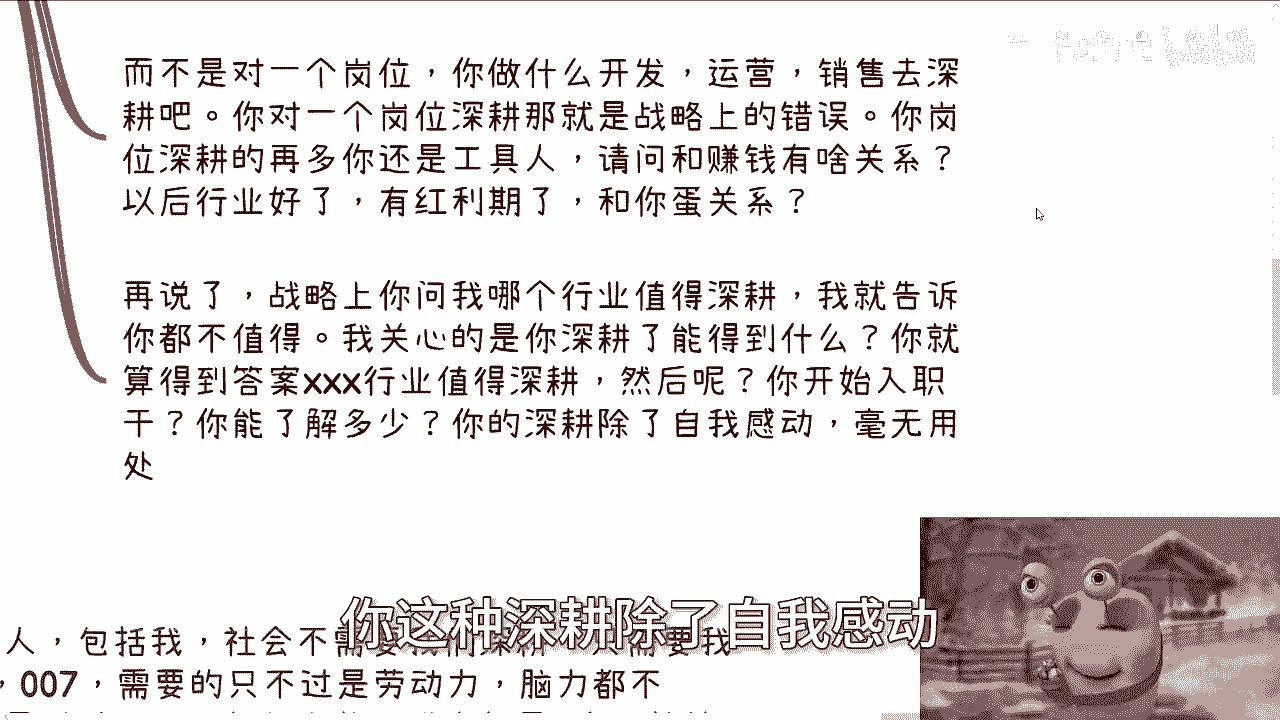 而不是对一个岗位，你做什么开发，运营，销售去深
耕吧。你对一个岗位深耕那就是战略上的错误。你岗
位深耕的再多你还是工具人，请问和赚钱有啥关系？
以后行业好了，有红利期了，和你蛋关系？
再说了，战略上你问我哪个行业值得深耕，我就告诉
你都不值得。我关心的是你深耕了能得到什么？你就
算得到答案xxx行业值得深耕，然后呢？你开始入职
干？你能了解多少？你的深耕除了自我感动，毫无用
处
你这种深耕除了自我感动
人，包括我，社会不需要我
，007，需要的只不过是劳动力，脑力都不